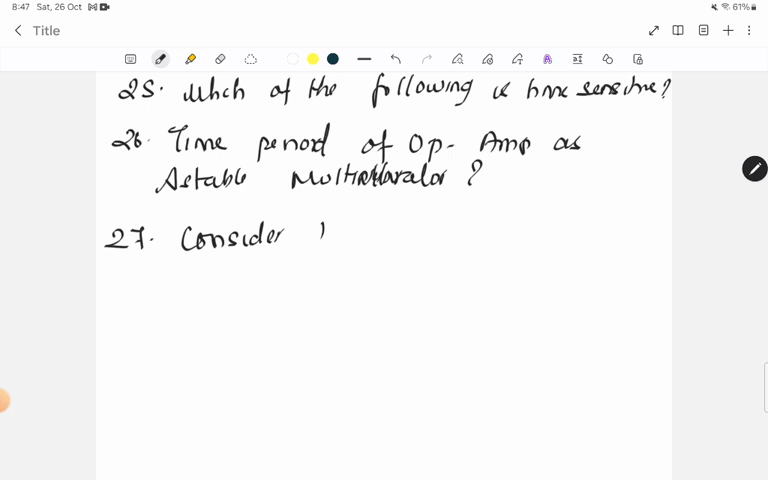 8:47 Sat, 26 Oct
61%
Title
25. Which of the following is time sensitive?
26. Time period of Op-Amp as
Astable Multivibrator ?
27. Consider